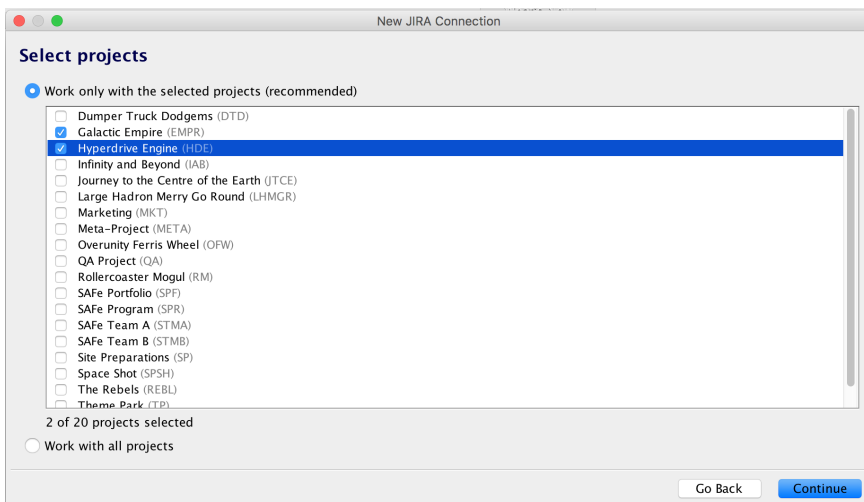 New JIRA Connection
Select projects
Work only with the selected projects (recommended)
Dumper Truck Dodgems (DTD)
Galactic Empire (EMPR)
Hyperdrive Engine (HDE)
Infinity and Beyond (IAB)
Journey to the Centre of the Earth (JTCE)
Large Hadron Merry Go Round (LHMGR)
Marketing (MKT)
Meta-Project (META)
Overunity Ferris Wheel (OFW)
QA Project (QA)
Rollercoaster Mogul (RM)
SAFe Portfolio (SPF)
SAFe Program (SPR)
SAFe Team A (STMA)
SAFe Team B (STMB)
Site Preparations (SP)
Space Shot (SPSH)
The Rebels (REBL)
Theme Park (TP)
2 of 20 projects selected
Work with all projects
Go Back Continue